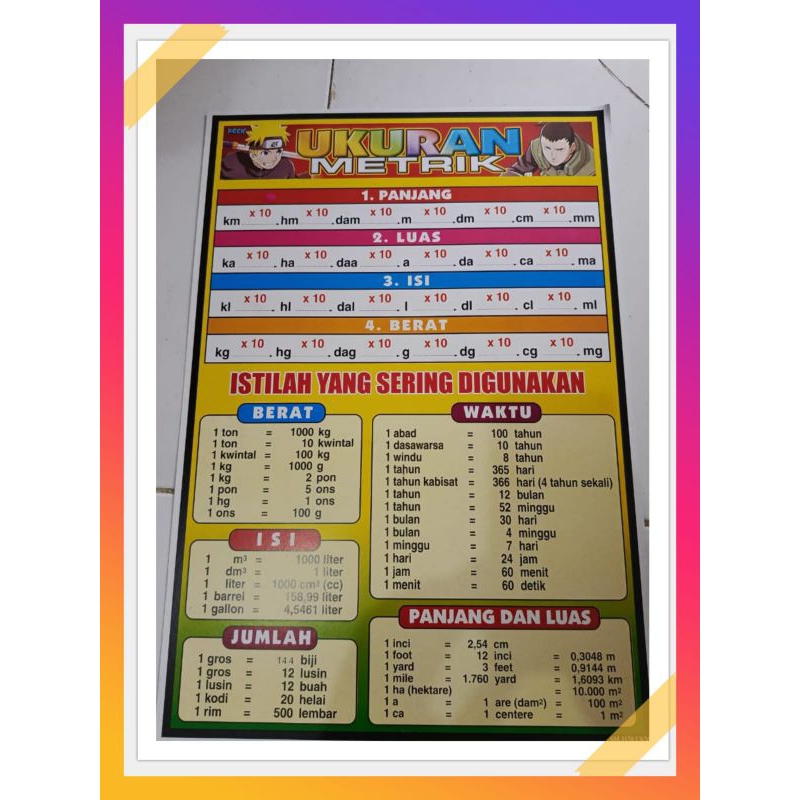 UKURAN
METRIK
1. PANJANG
km x 10 .hm x 10 .dam x 10 .m x 10 .dm x 10 .cm x 10 .mm
2. LUAS
ka x 10 . ha x 10 . daa x 10 . a x 10 . da x 10 . ca x 10 . ma
3. ISI
kl x 10 . hl x 10 . dal x 10 . l x 10 . dl x 10 . cl x 10 . ml
4. BERAT
kg x 10 . hg x 10 . dag x 10 . g x 10 . dg x 10 . cg x 10 . mg
ISTILAH YANG SERING DIGUNAKAN
BERAT
1 ton = 1000 kg
1 ton = 10 kwintal
1 kwintal = 100 kg
1 kg = 1000 g
1 kg = 2 pon
1 pon = 5 ons
1 hg = 1 ons
1 ons = 100 g
ISI
1 m³ = 1000 liter
1 dm³ = 1 liter
1 liter = 1000 cm³ (cc)
1 barrel = 158,99 liter
1 gallon = 4,5461 liter
JUMLAH
1 gros = 144 biji
1 gros = 12 lusin
1 lusin = 12 buah
1 kodi = 20 helai
1 rim = 500 lembar
WAKTU
1 abad = 100 tahun
1 dasawarsa = 10 tahun
1 windu = 8 tahun
1 tahun = 365 hari
1 tahun kabisat = 366 hari (4 tahun sekali)
1 tahun = 12 bulan
1 tahun = 52 minggu
1 bulan = 30 hari
1 bulan = 4 minggu
1 minggu = 7 hari
1 hari = 24 jam
1 jam = 60 menit
1 menit = 60 detik
PANJANG DAN LUAS
1 inci = 2,54 cm
1 foot = 12 inci = 0,3048 m
1 yard = 3 feet = 0,9144 m
1 mile = 1.760 yard = 1,6093 km
1 ha (hektare) = 10.000 m²
1 a = 1 are (dam²) = 100 m²
1 ca = 1 centere = 1 m²